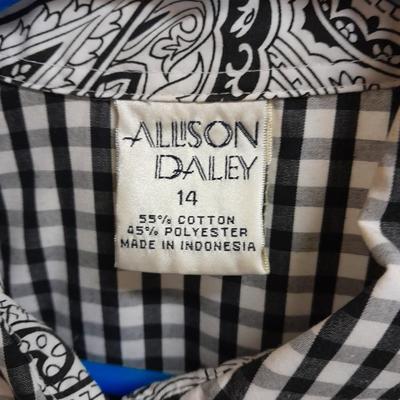 ALLISON
DALEY
14
55% COTTON
45% POLYESTER
MADE IN INDONESIA